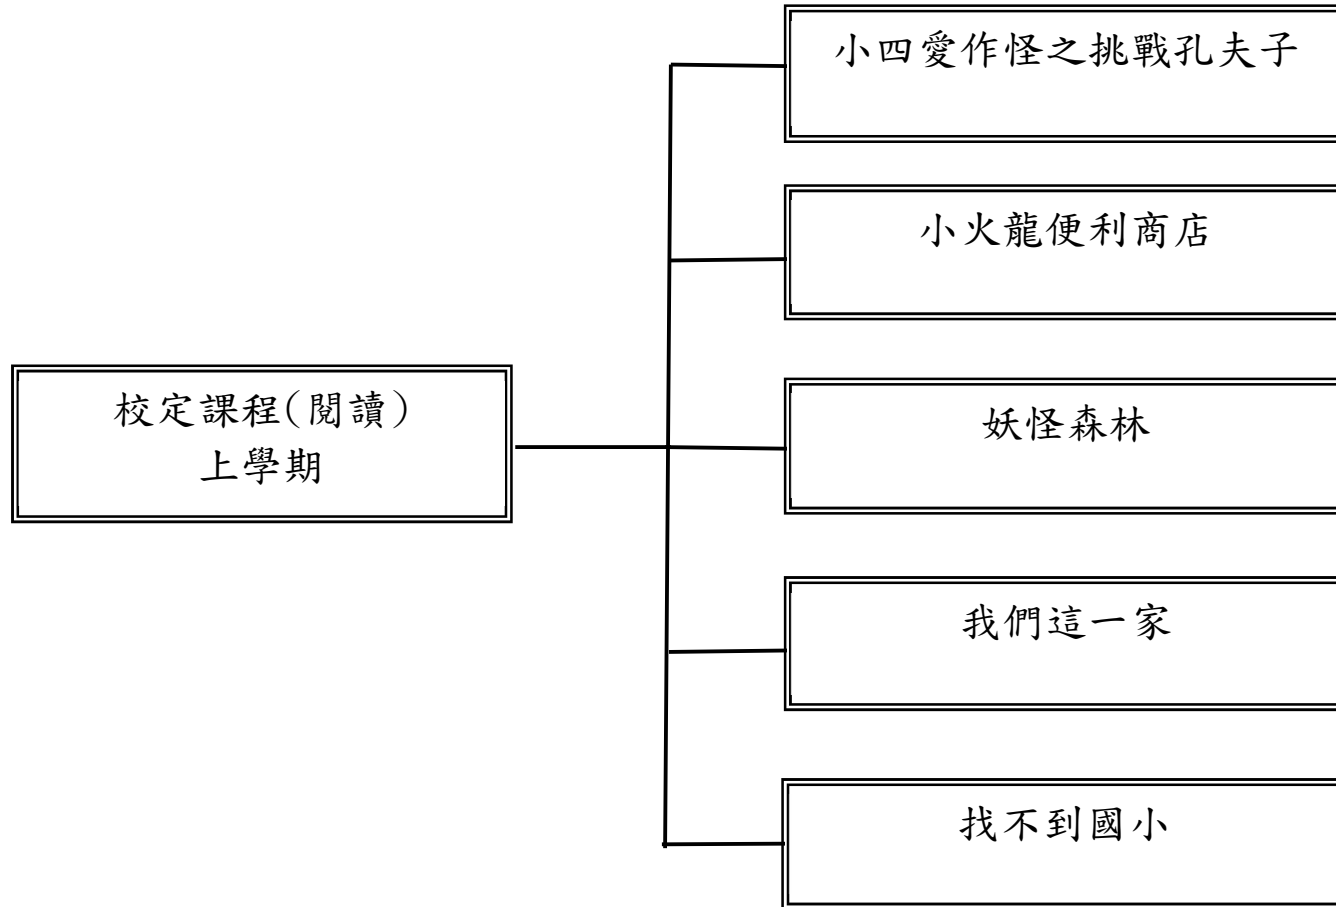 小四愛作怪之挑戰孔夫子
小火龍便利商店
校定課程(閱讀)
上學期
妖怪森林
我們這一家
找不到國小